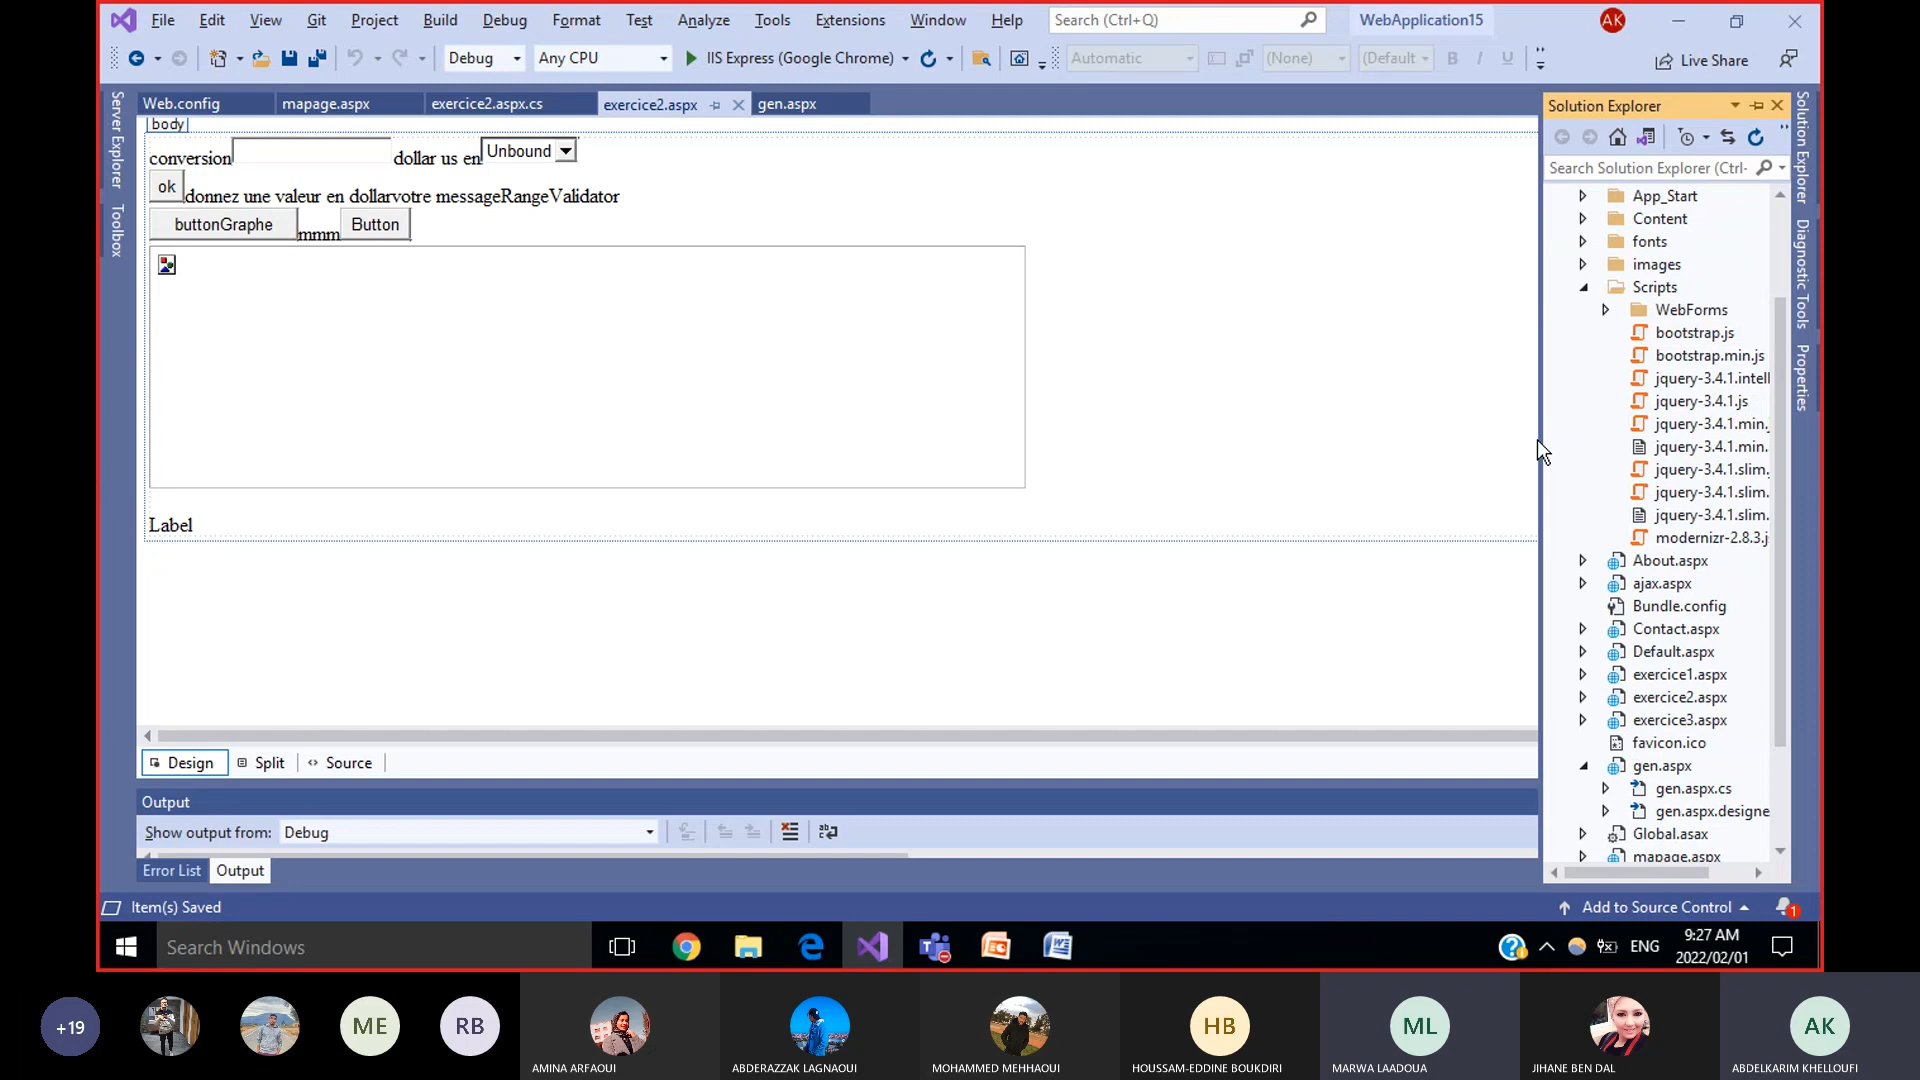 File Edit View Git Project Build Debug Format Test Analyze Tools Extensions Window Help Search (Ctrl+Q) WebApplication15 AK
Debug Any CPU IIS Express (Google Chrome) Automatic (None) (Default B I U Live Share
Server Explorer
Toolbox
Web.config mapage.aspx exercice2.aspx.cs exercice2.aspx gen.aspx
body
conversion dollar us en Unbound
ok donnez une valeur en dollarvotre messageRangeValidator
buttonGraphe mmm Button
Label
Design Split Source
Output
Show output from: Debug
Error List Output
Solution Explorer
Search Solution Explorer (Ctrl-
App_Start
Content
fonts
images
Scripts
WebForms
bootstrap.js
bootstrap.min.js
jquery-3.4.1.intell
jquery-3.4.1.js
jquery-3.4.1.min.
jquery-3.4.1.min.
jquery-3.4.1.slim.
jquery-3.4.1.slim.
jquery-3.4.1.slim.
modernizr-2.8.3.j
About.aspx
ajax.aspx
Bundle.config
Contact.aspx
Default.aspx
exercice1.aspx
exercice2.aspx
exercice3.aspx
favicon.ico
gen.aspx
gen.aspx.cs
gen.aspx.designe
Global.asax
mapage.aspx
Solution Explorer
Diagnostic Tools
Properties
Item(s) Saved Add to Source Control 1
Search Windows ENG 9:27 AM
2022/02/01
+19 ME RB HB ML AK
AMINA ARFAOUI ABDERAZZAK LAGNAOUI MOHAMMED MEHHAOUI HOUSSAM-EDDINE BOUKDIRI MARWA LAADOUA JIHANE BEN DAL ABDELKARIM KHELLOUFI